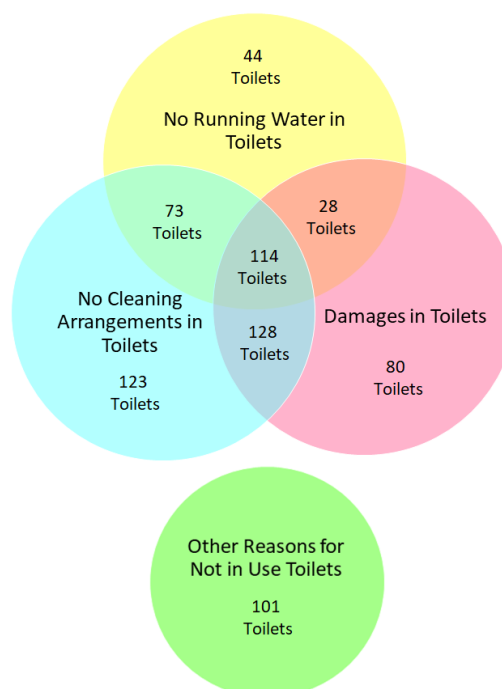 44
Toilets
No Running Water in
Toilets
73
Toilets
28
Toilets
114
Toilets
No Cleaning
Arrangements in
Toilets
128
Toilets
Damages in Toilets
123
Toilets
80
Toilets
Other Reasons for
Not in Use Toilets
101
Toilets